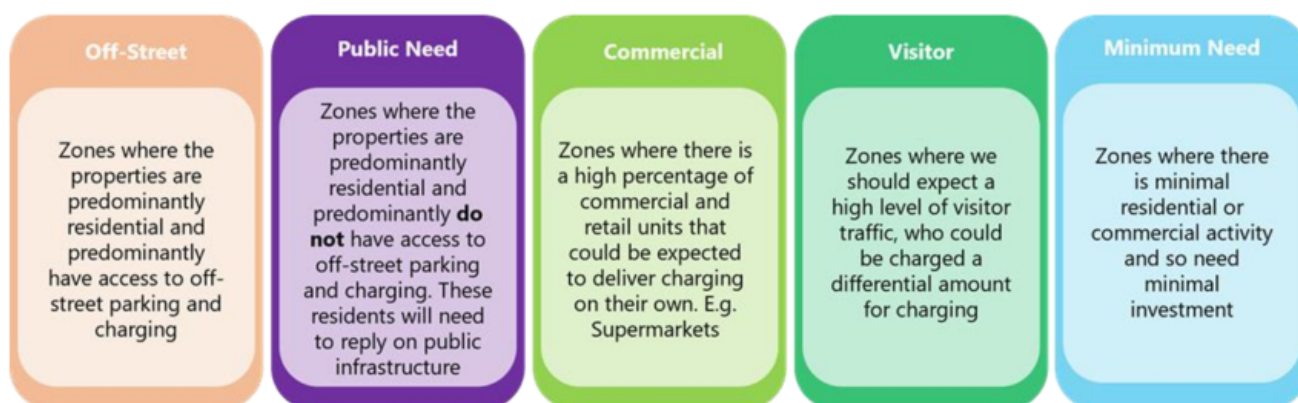 Off-Street
Zones where the
properties are
predominantly
residential and
predominantly
have access to off-
street parking and
charging
Public Need
Zones where the
properties are
predominantly
residential and
predominantly do
not have access to
off-street parking
and charging. These
residents will need
to reply on public
infrastructure
Commercial
Zones where there is
a high percentage of
commercial and
retail units that
could be expected
to deliver charging
on their own. E.g.
Supermarkets
Visitor
Zones where we
should expect a
high level of visitor
traffic, who could
be charged a
differential amount
for charging
Minimum Need
Zones where there
is minimal
residential or
commercial activity
and so need
minimal
investment